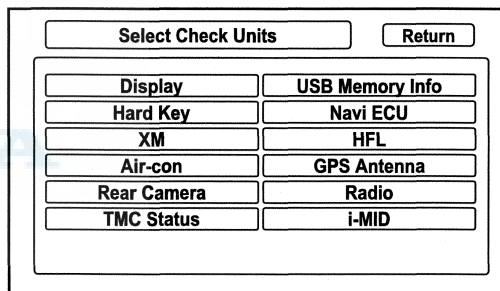 Select Check Units Return
Display USB Memory Info
Hard Key Navi ECU
XM HFL
Air-con GPS Antenna
Rear Camera Radio
TMC Status i-MID